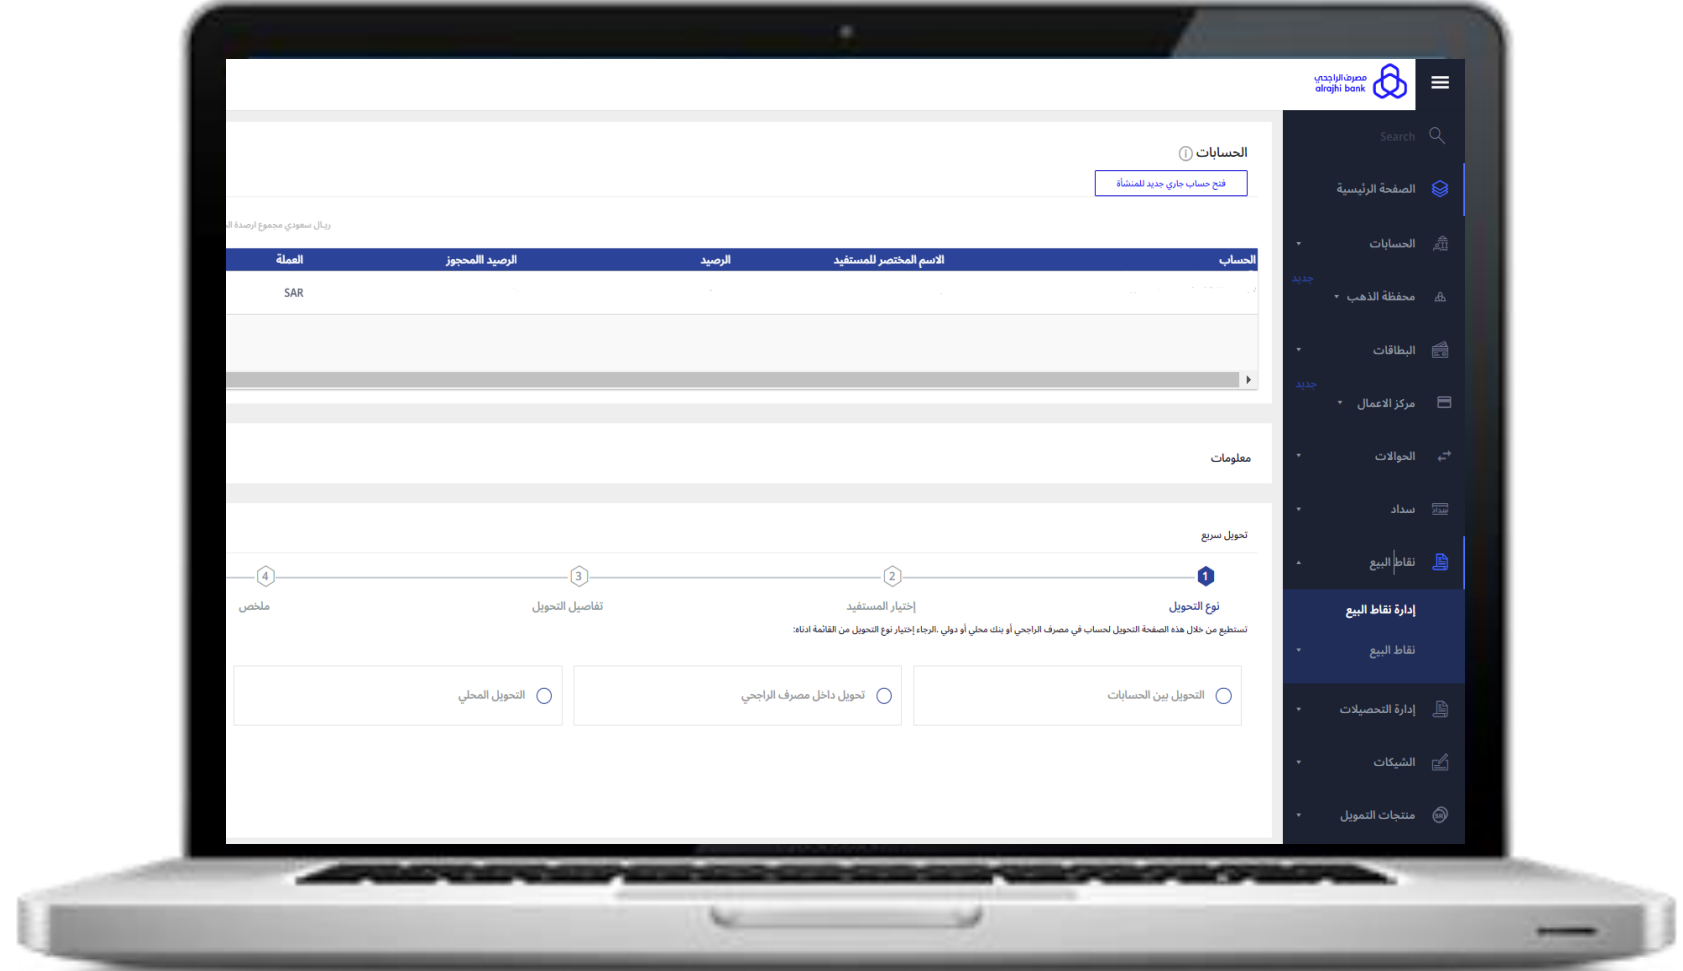 مصرف الراجحي
alrajhi bank
Search
الصفحة الرئيسية
الحسابات
جديد
محفظة الذهب
البطاقات
جديد
مركز الاعمال
الحوالات
سداد
نقاط البيع
إدارة نقاط البيع
نقاط البيع
إدارة التحصيلات
الشيكات
منتجات التمويل
الحسابات
فتح حساب جاري جديد للمنشأة
ريال سعودي مجموع ارصدة
الحساب الاسم المختصر للمستفيد الرصيد الرصيد االمحجوز العملة
SAR
معلومات
تحويل سريع
1 2 3 4
نوع التحويل إختيار المستفيد تفاصيل التحويل ملخص
تستطيع من خلال هذه الصفحة التحويل لحساب في مصرف الراجحي أو بنك محلي أو دولي .الرجاء إختيار نوع التحويل من القائمة ادناه:
التحويل بين الحسابات تحويل داخل مصرف الراجحي التحويل المحلي